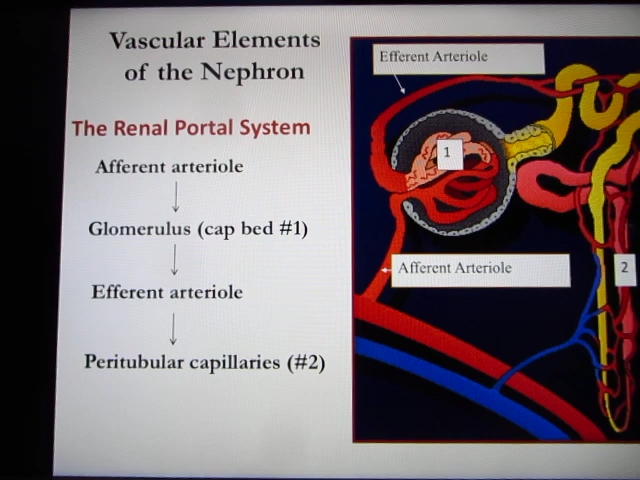 Vascular Elements
of the Nephron
The Renal Portal System
Afferent arteriole
Glomerulus (cap bed #1)
Efferent arteriole
Peritubular capillaries (#2)
Efferent Arteriole
1
Afferent Arteriole
2